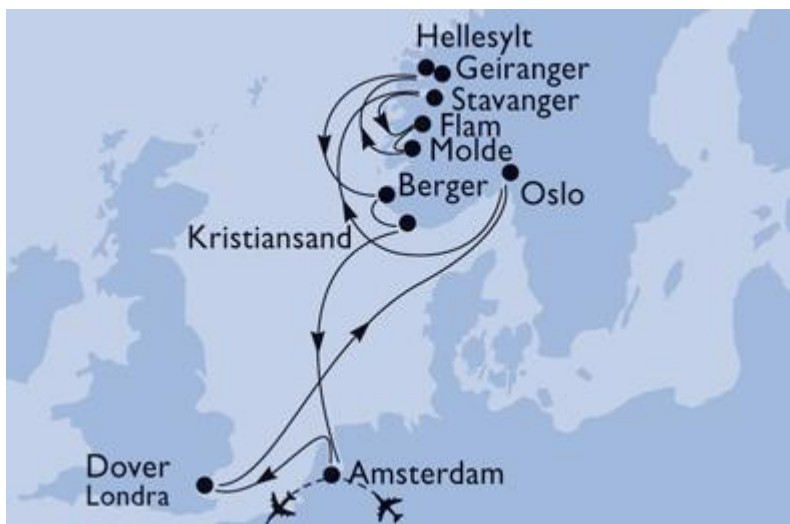 Hellesylt
Geiranger
Stavanger
Flam
Molde
Berger
Oslo
Kristiansand
Dover
Londra
Amsterdam